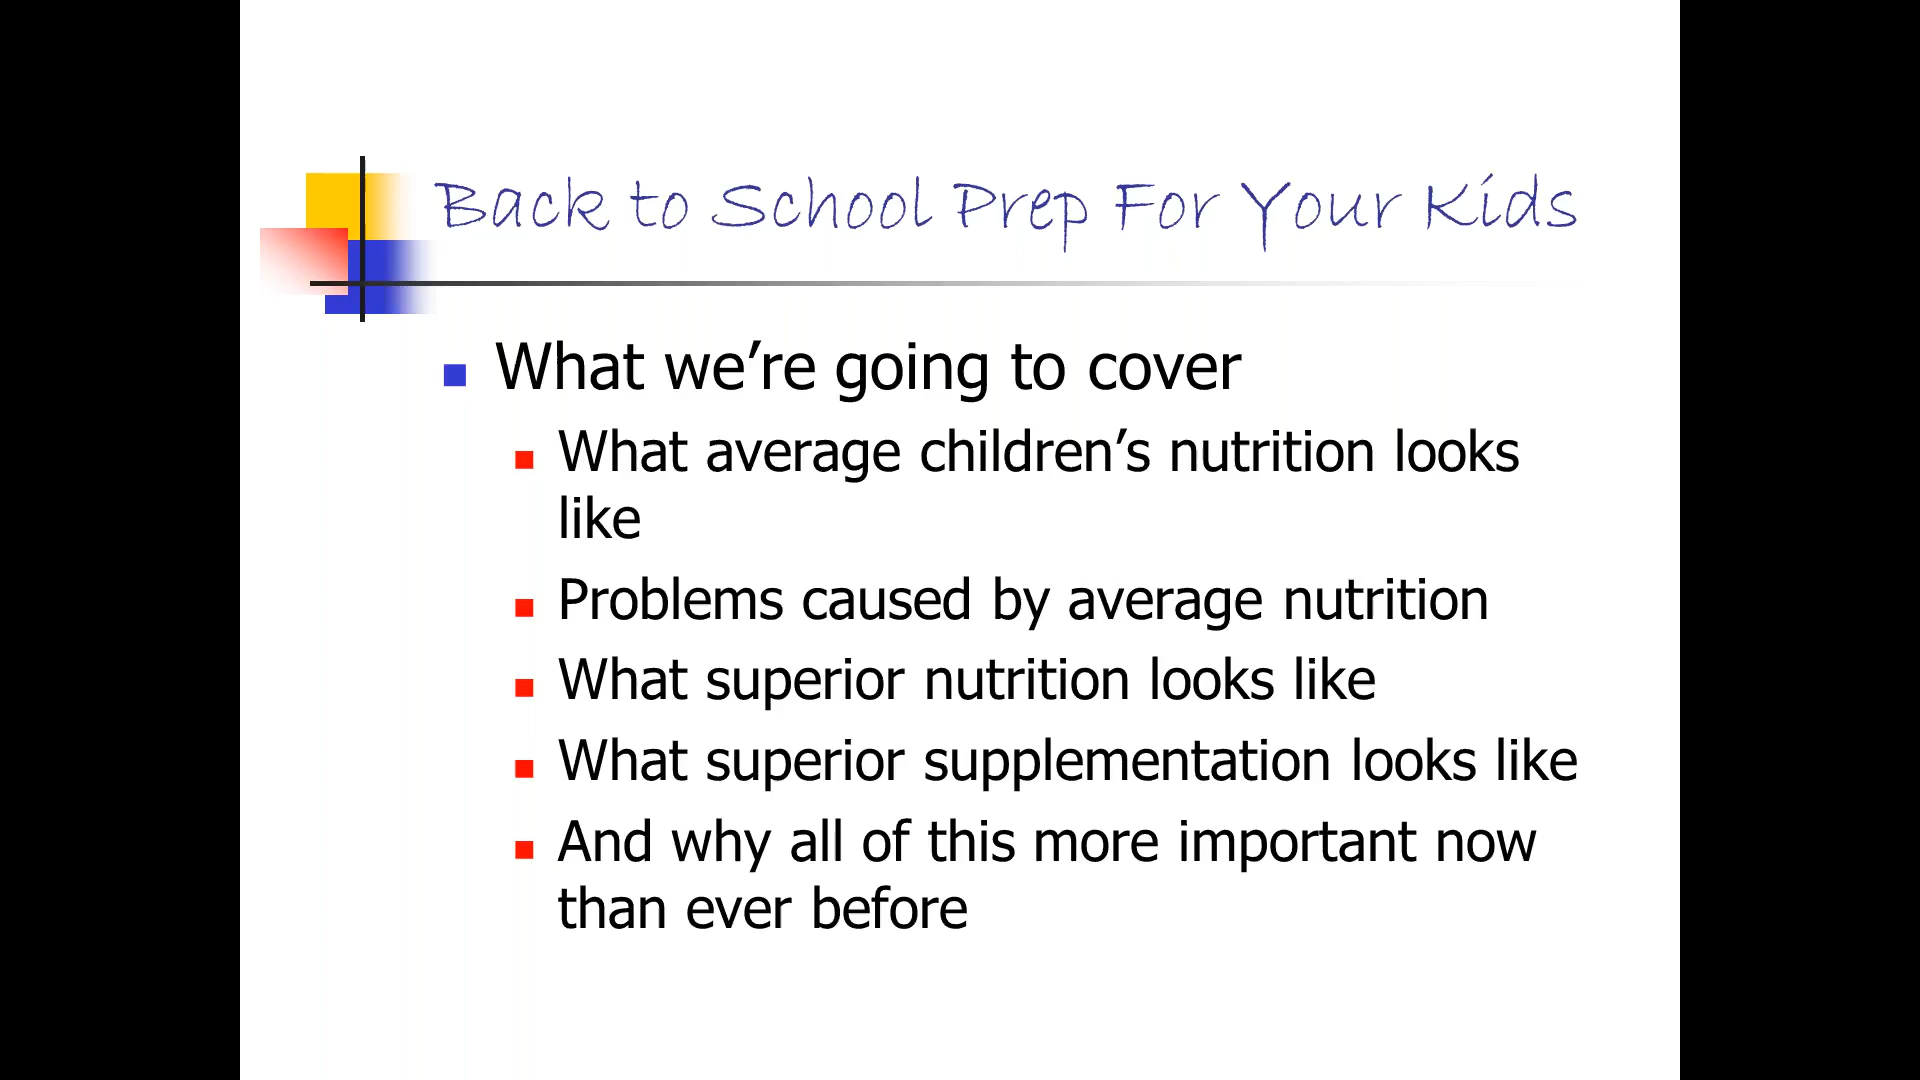 Back to School Prep For Your Kids
What we’re going to cover
What average children’s nutrition looks
like
Problems caused by average nutrition
What superior nutrition looks like
What superior supplementation looks like
And why all of this more important now
than ever before